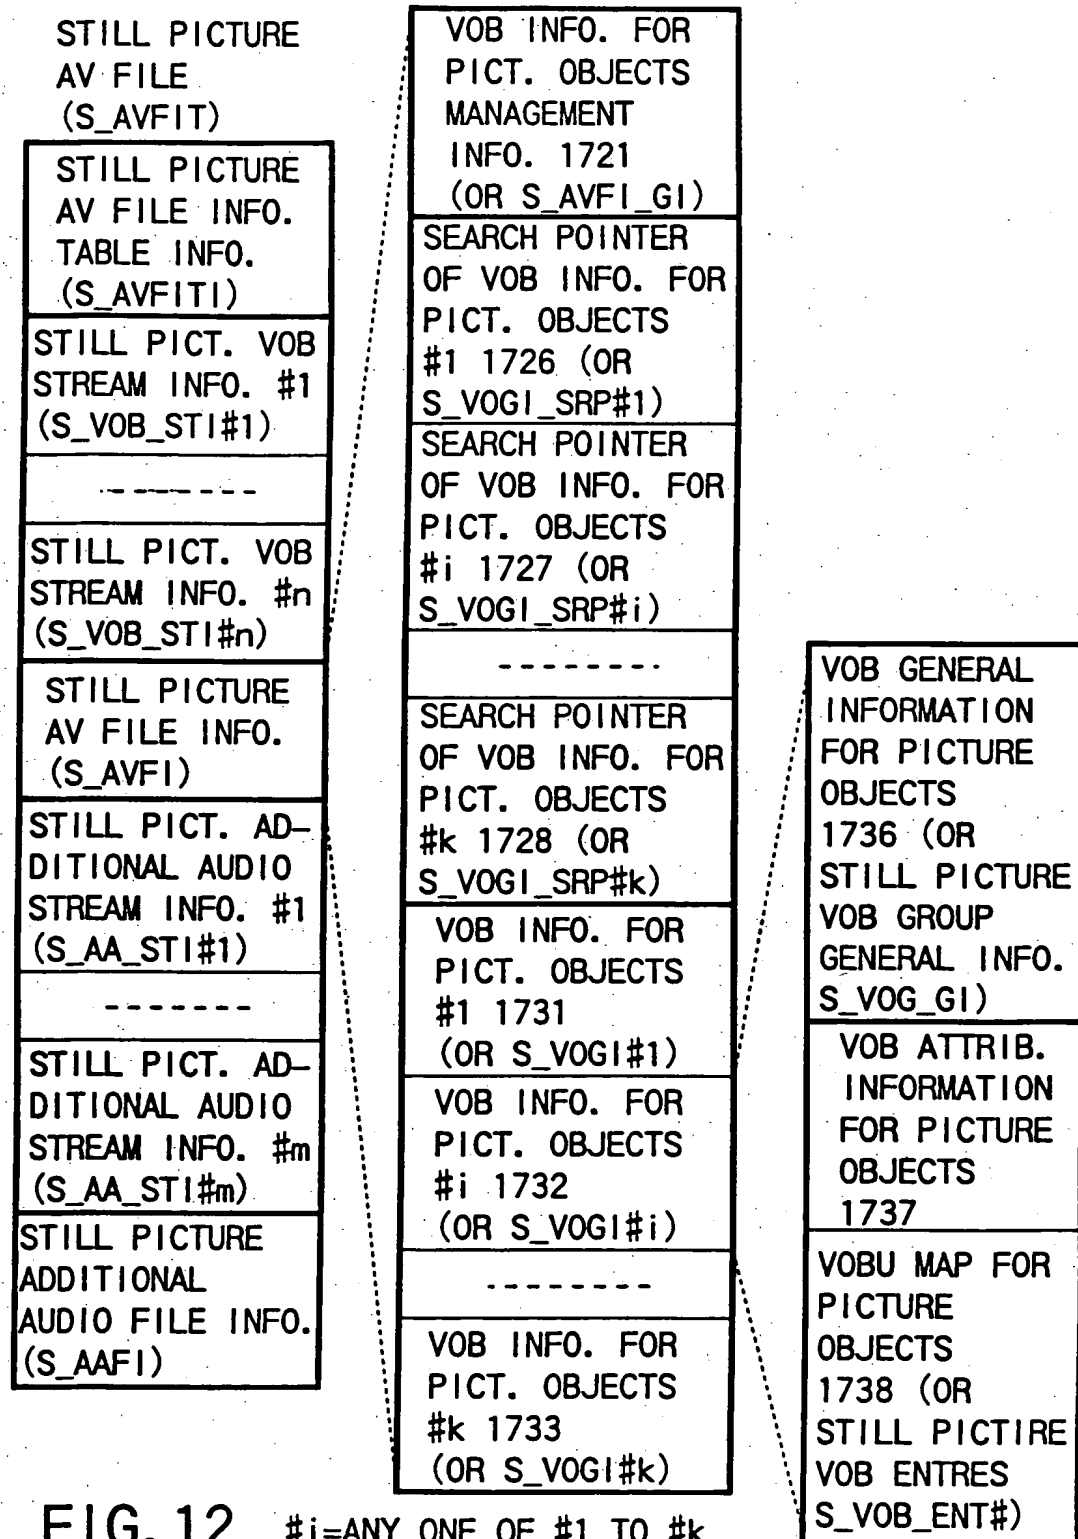 STILL PICTURE
AV FILE
(S_AVFIT)
STILL PICTURE
AV FILE INFO.
TABLE INFO.
(S_AVFITI)
STILL PICT. VOB
STREAM INFO. #1
(S_VOB_STI#1)
STILL PICT. VOB
STREAM INFO. #n
(S_VOB_STI#n)
STILL PICTURE
AV FILE INFO.
(S_AVFI)
STILL PICT. AD-
DITIONAL AUDIO
STREAM INFO. #1
(S_AA_STI#1)
STILL PICT. AD-
DITIONAL AUDIO
STREAM INFO. #m
(S_AA_STI#m)
STILL PICTURE
ADDITIONAL
AUDIO FILE INFO.
(S_AAFI)
VOB INFO. FOR
PICT. OBJECTS
MANAGEMENT
INFO. 1721
(OR S_AVFI_GI)
SEARCH POINTER
OF VOB INFO. FOR
PICT. OBJECTS
#1 1726 (OR
S_VOGI_SRP#1)
SEARCH POINTER
OF VOB INFO. FOR
PICT. OBJECTS
#i 1727 (OR
S_VOGI_SRP#i)
SEARCH POINTER
OF VOB INFO. FOR
PICT. OBJECTS
#k 1728 (OR
S_VOGI_SRP#k)
VOB INFO. FOR
PICT. OBJECTS
#1 1731
(OR S_VOGI#1)
VOB INFO. FOR
PICT. OBJECTS
#i 1732
(OR S_VOGI#i)
VOB INFO. FOR
PICT. OBJECTS
#k 1733
(OR S_VOGI#k)
VOB GENERAL
INFORMATION
FOR PICTURE
OBJECTS
1736 (OR
STILL PICTURE
VOB GROUP
GENERAL INFO.
S_VOG_GI)
VOB ATTRIB.
INFORMATION
FOR PICTURE
OBJECTS
1737
VOBU MAP FOR
PICTURE
OBJECTS
1738 (OR
STILL PICTIRE
VOB ENTRES
S_VOB_ENT#)
FIG. 12 #i=ANY ONE OF #1 TO #k